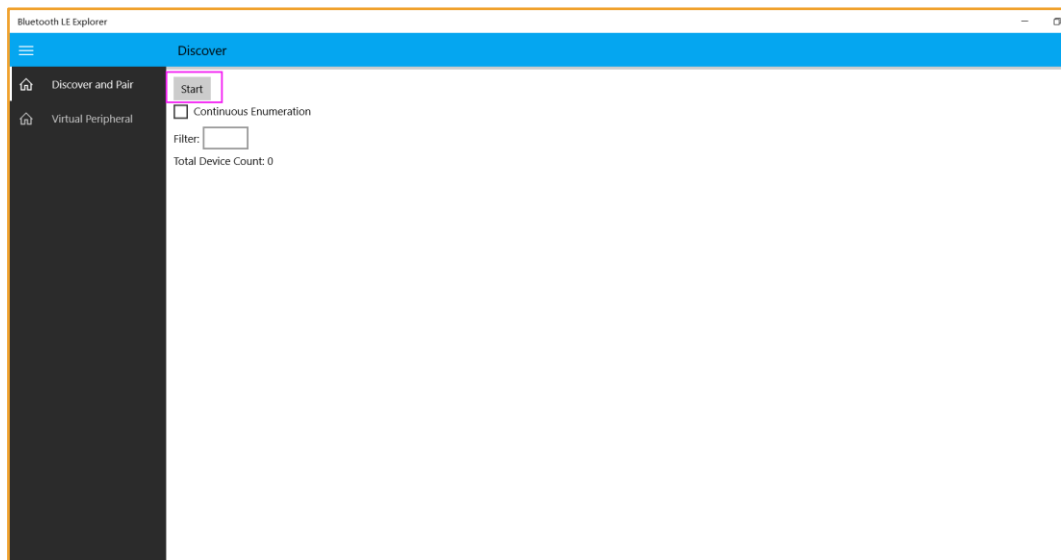 Bluetooth LE Explorer
Discover
Discover and Pair
Start
Continuous Enumeration
Virtual Peripheral
Filter:
Total Device Count: 0